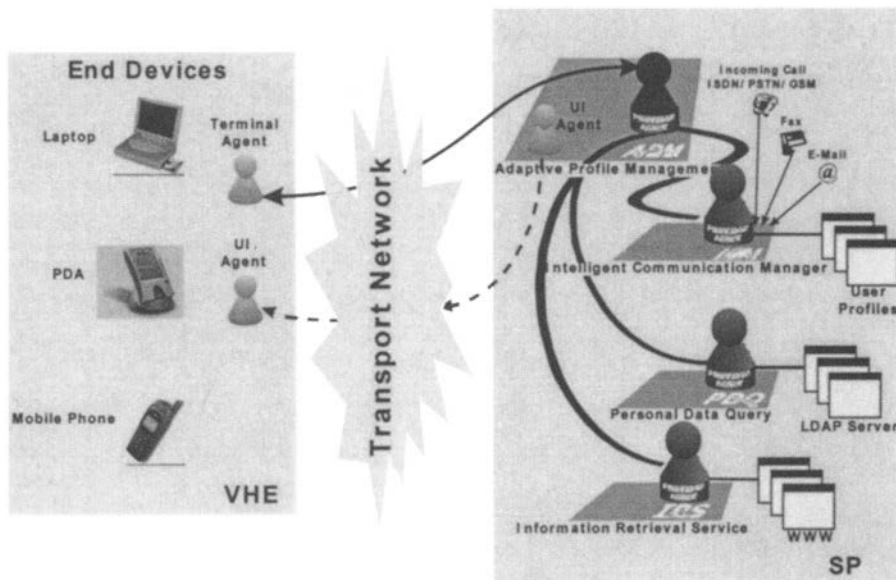 End Devices
Laptop
Terminal
Agent
PDA
UI .
Agent
Mobile Phone
VHE
Transport Network
UI
Agent
Adaptive Profile Management
Incoming Call
ISDN/ PSTN/ GSM
Fax
E-Mail
@
Intelligent Communication Manager
User
Profiles
PDQ
Personal Data Query
LDAP Server
Information Retrieval Service
WWW
SP